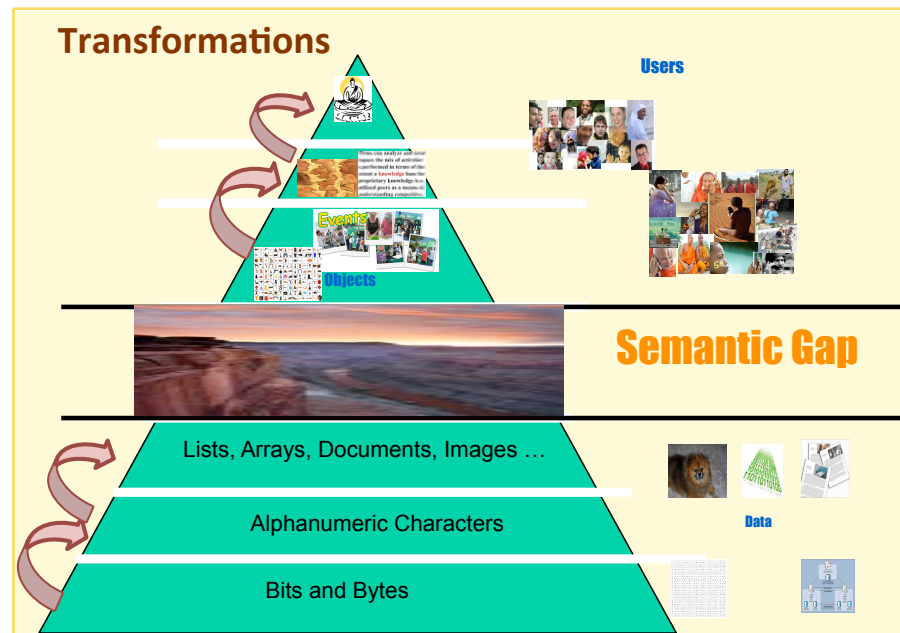 Transformations
Users
Events
Objects
Semantic Gap
Lists, Arrays, Documents, Images …
Alphanumeric Characters
Data
Bits and Bytes